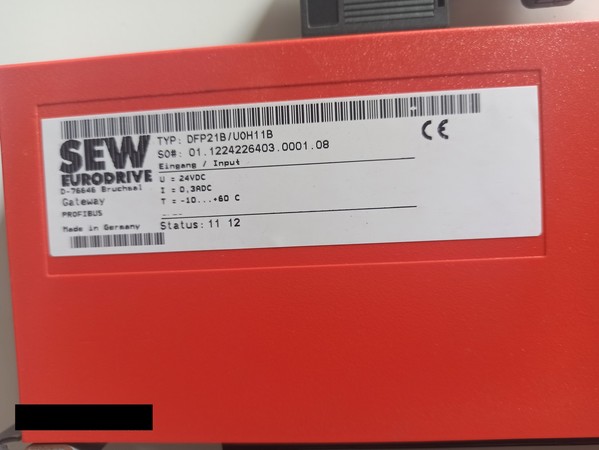 SEW
EURODRIVE
D-76646 Bruchsal
Gateway
PROFIBUS
Made in Germany
TYP: DFP21B/UOH11B
SO#: 01.1224226403.0001.08
Eingang / Input
U = 24VDC
I = 0,3ADC
T = -10...+60 C
Status: 11 12
CE